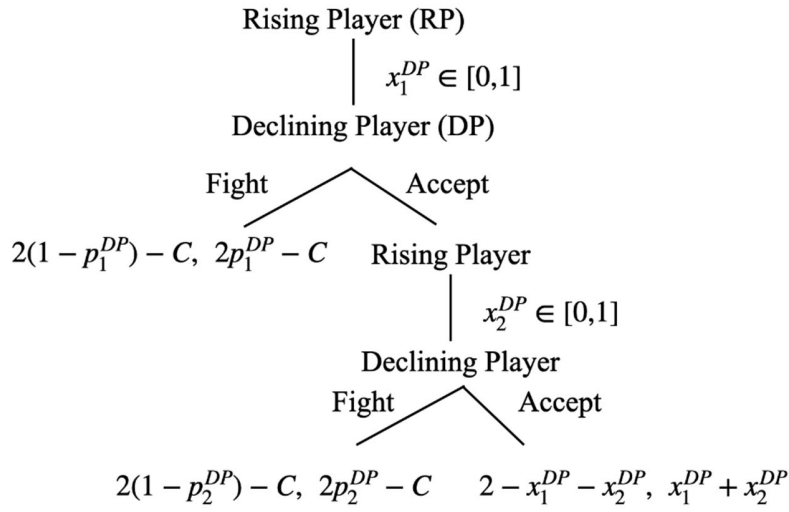 Rising Player (RP)
x_1^{DP} ∈ [0,1]
Declining Player (DP)
Fight Accept
2(1 − p_1^{DP}) − C, 2p_1^{DP} − C Rising Player
x_2^{DP} ∈ [0,1]
Declining Player
Fight Accept
2(1 − p_2^{DP}) − C, 2p_2^{DP} − C 2 − x_1^{DP} − x_2^{DP}, x_1^{DP} + x_2^{DP}